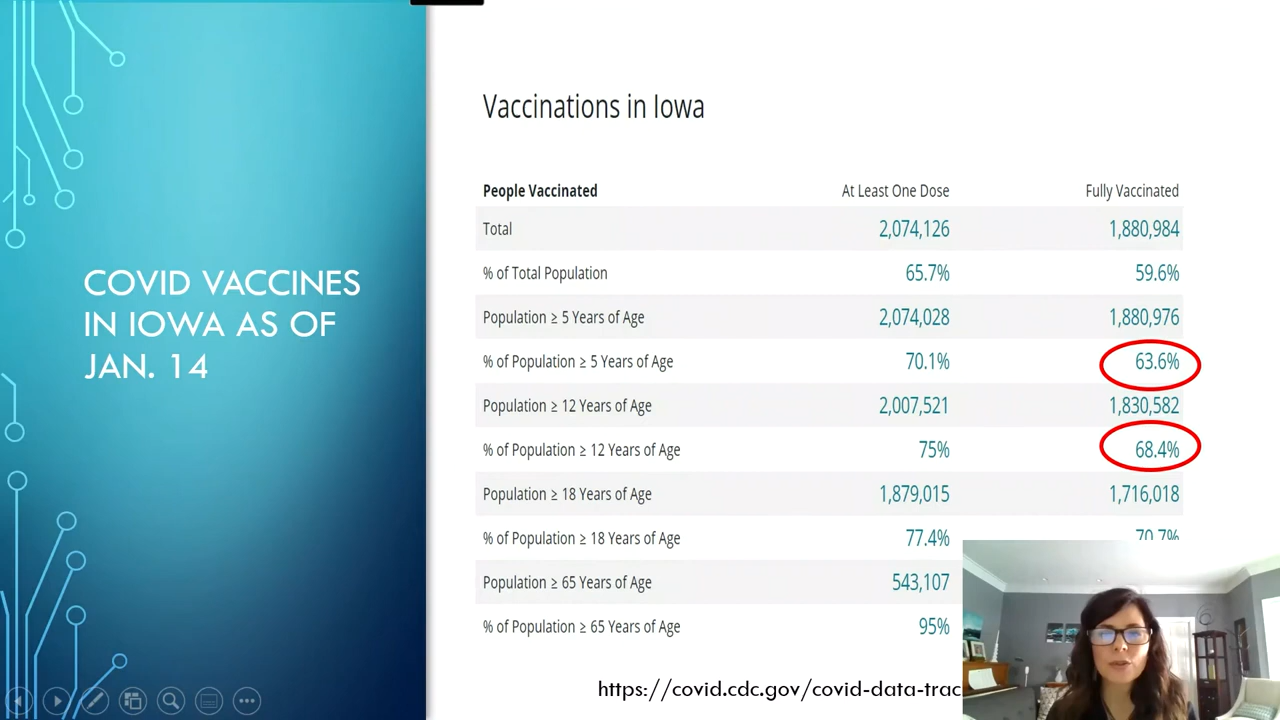 COVID VACCINES
IN IOWA AS OF
JAN. 14
Vaccinations in Iowa
People Vaccinated At Least One Dose Fully Vaccinated
Total 2,074,126 1,880,984
% of Total Population 65.7% 59.6%
Population ≥ 5 Years of Age 2,074,028 1,880,976
% of Population ≥ 5 Years of Age 70.1% 63.6%
Population ≥ 12 Years of Age 2,007,521 1,830,582
% of Population ≥ 12 Years of Age 75% 68.4%
Population ≥ 18 Years of Age 1,879,015 1,716,018
% of Population ≥ 18 Years of Age 77.4% 70.7%
Population ≥ 65 Years of Age 543,107
% of Population ≥ 65 Years of Age 95%
https://covid.cdc.gov/covid-data-trac